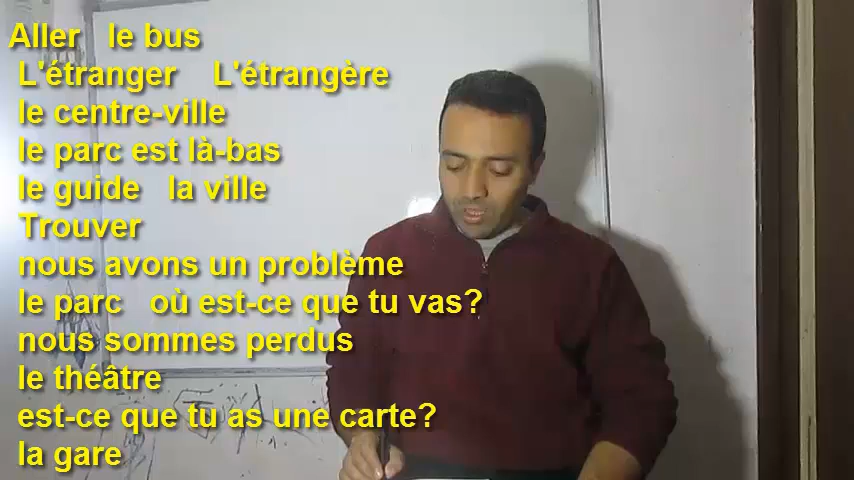 Aller le bus
L'étranger L'étrangère
le centre-ville
le parc est là-bas
le guide la ville
Trouver
nous avons un problème
le parc où est-ce que tu vas?
nous sommes perdus
le théâtre
est-ce que tu as une carte?
la gare